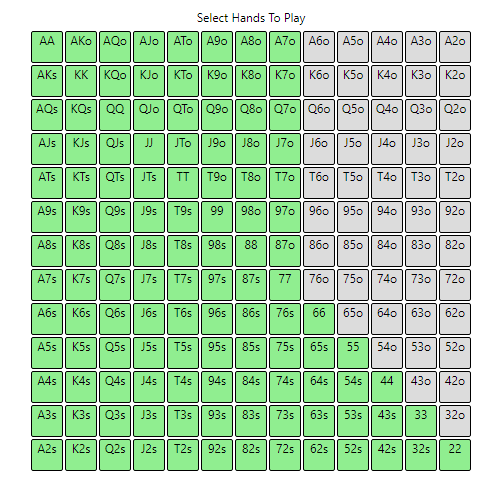 Select Hands To Play
AA AKo AQo AJo ATo A9o A8o A7o A6o A5o A4o A3o A2o
AKs KK KQo KJo KTo K9o K8o K7o K6o K5o K4o K3o K2o
AQs KQs QQ QJo QTo Q9o Q8o Q7o Q6o Q5o Q4o Q3o Q2o
AJs KJs QJs JJ JTo J9o J8o J7o J6o J5o J4o J3o J2o
ATs KTs QTs JTs TT T9o T8o T7o T6o T5o T4o T3o T2o
A9s K9s Q9s J9s T9s 99 98o 97o 96o 95o 94o 93o 92o
A8s K8s Q8s J8s T8s 98s 88 87o 86o 85o 84o 83o 82o
A7s K7s Q7s J7s T7s 97s 87s 77 76o 75o 74o 73o 72o
A6s K6s Q6s J6s T6s 96s 86s 76s 66 65o 64o 63o 62o
A5s K5s Q5s J5s T5s 95s 85s 75s 65s 55 54o 53o 52o
A4s K4s Q4s J4s T4s 94s 84s 74s 64s 54s 44 43o 42o
A3s K3s Q3s J3s T3s 93s 83s 73s 63s 53s 43s 33 32o
A2s K2s Q2s J2s T2s 92s 82s 72s 62s 52s 42s 32s 22